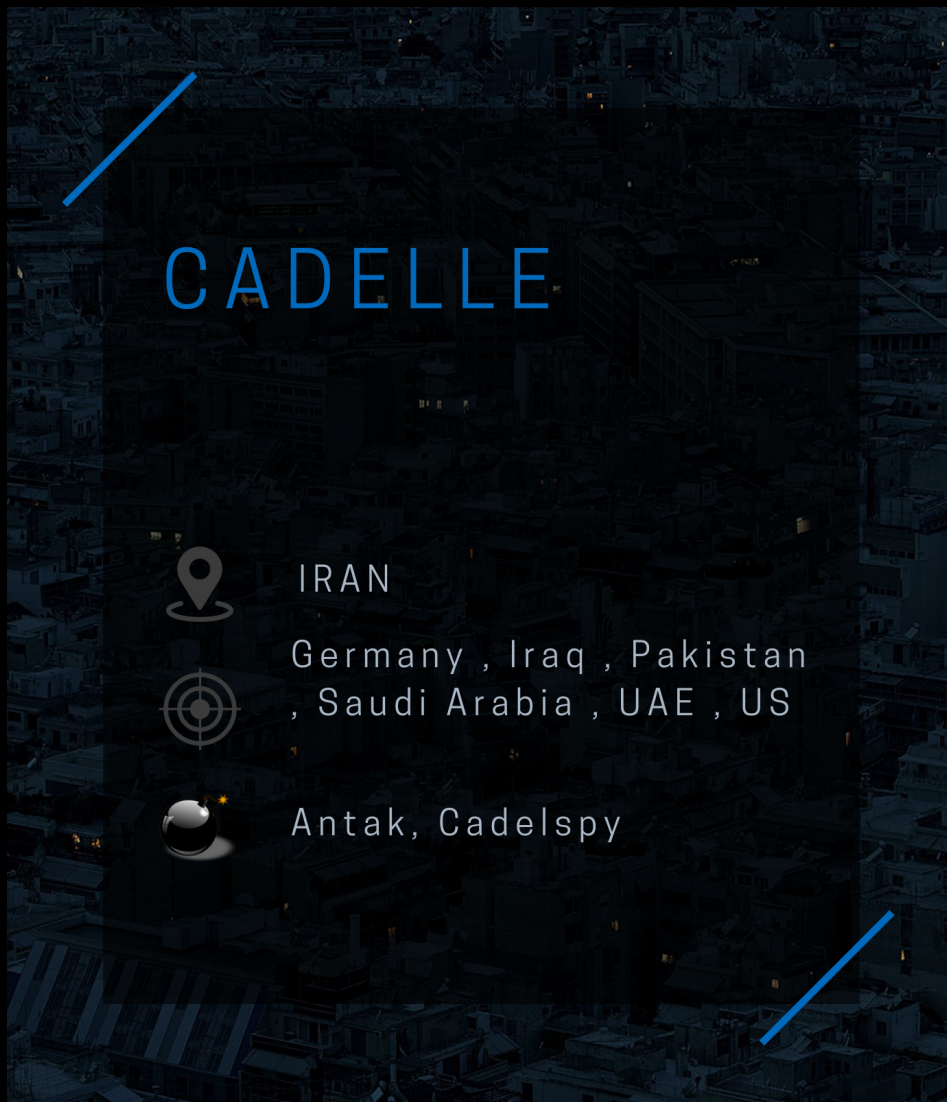 CADELLE
IRAN
Germany , Iraq , Pakistan
, Saudi Arabia , UAE , US
Antak, Cadelspy